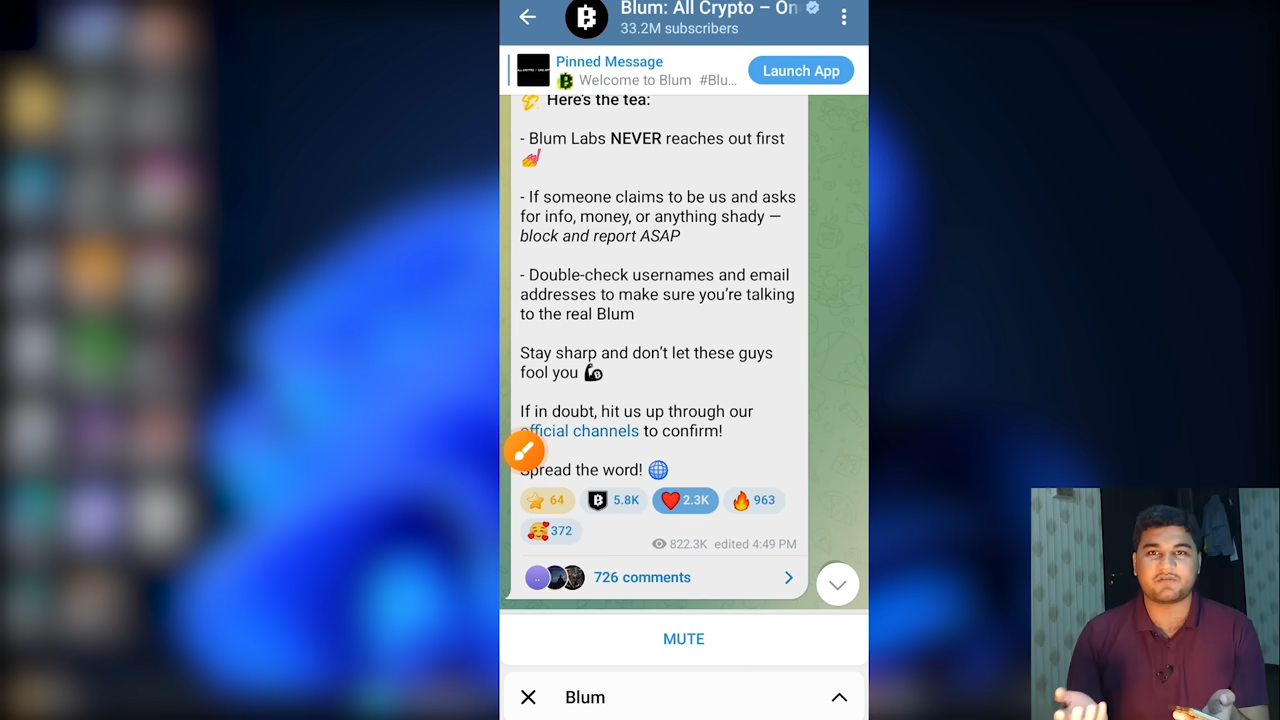 Blum: All Crypto – On
33.2M subscribers
Pinned Message
Welcome to Blum #Blu...
Launch App
Here's the tea:
- Blum Labs NEVER reaches out first
- If someone claims to be us and asks
for info, money, or anything shady —
block and report ASAP
- Double-check usernames and email
addresses to make sure you're talking
to the real Blum
Stay sharp and don't let these guys
fool you
If in doubt, hit us up through our
official channels to confirm!
Spread the word!
64 5.8K 2.3K 963
372
822.3K edited 4:49 PM
726 comments
MUTE
Blum